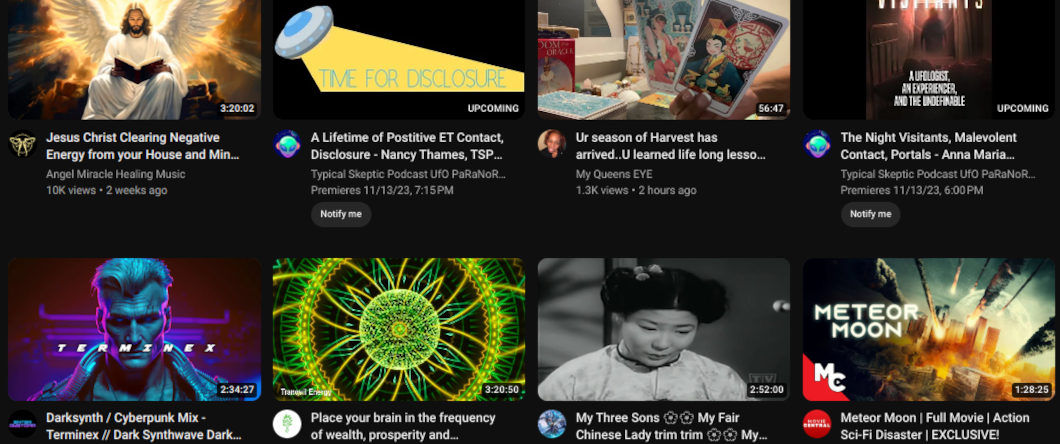 VISITANTS
TIME FOR DISCLOSURE
A UFOLOGIST,
AN EXPERIENCER,
AND THE UNDEFINABLE
3:20:02
UPCOMING
56:47
UPCOMING
Jesus Christ Clearing Negative
Energy from your House and Min...
Angel Miracle Healing Music
10K views • 2 weeks ago
A Lifetime of Postitive ET Contact,
Disclosure - Nancy Thames, TSP...
Typical Skeptic Podcast UfO PaRaNoR...
Premieres 11/13/23, 7:15 PM
Notify me
Ur season of Harvest has
arrived..U learned life long lesso...
My Queens EYE
1.3K views • 2 hours ago
The Night Visitants, Malevolent
Contact, Portals - Anna Maria...
Typical Skeptic Podcast UfO PaRaNoR...
Premieres 11/13/23, 6:00 PM
Notify me
TERMINEX
2:34:27
Tranquil Energy
3:20:50
TV
2:52:00
METEOR
MOON
MC
1:28:25
Darksynth / Cyberpunk Mix -
Terminex // Dark Synthwave Dark...
Place your brain in the frequency
of wealth, prosperity and...
My Three Sons 🏵🏵 My Fair
Chinese Lady trim trim 🏵🏵 My...
MOVIE
CENTRAL
Meteor Moon | Full Movie | Action
Sci-Fi Disaster | EXCLUSIVE!